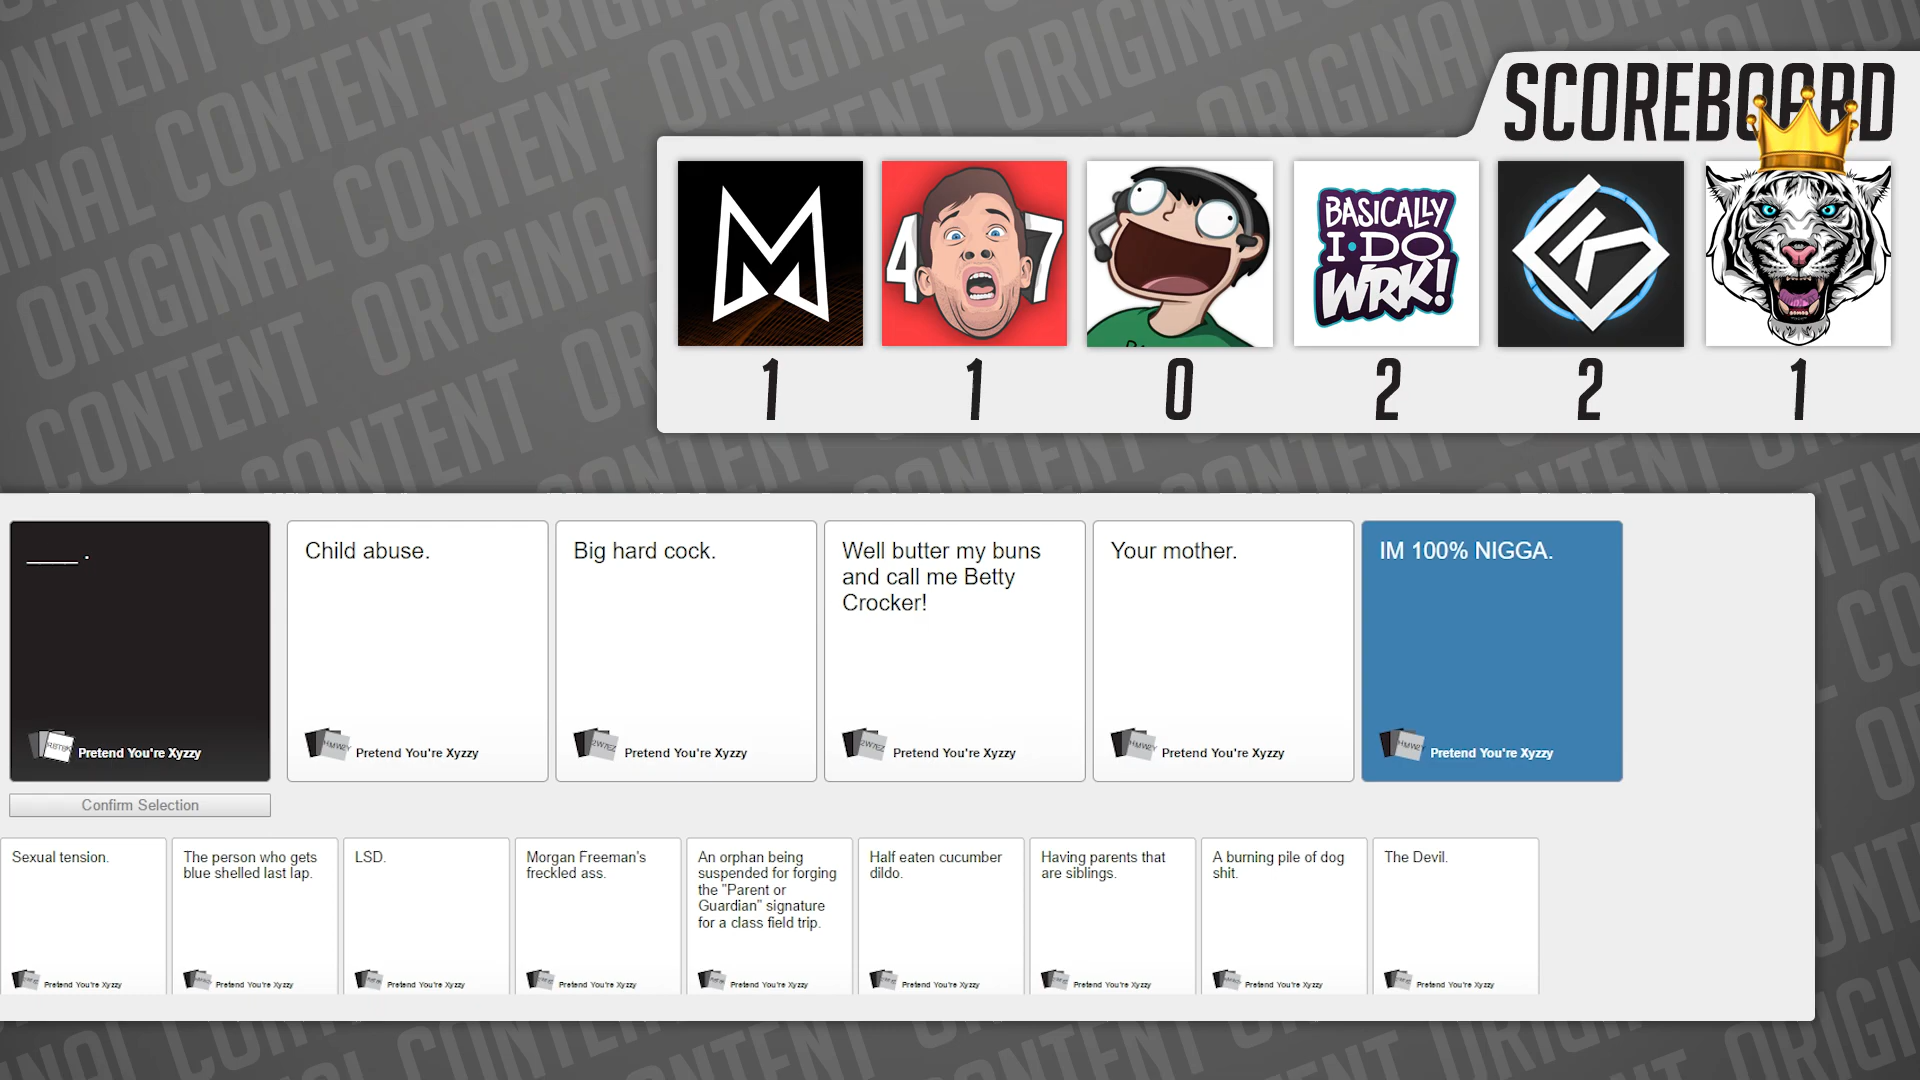 SCOREBOARD
4 7
BASICALLY
I DO
WRK!
1
1
0
2
2
1
_____ .
Pretend You're Xyzzy
Confirm Selection
Child abuse.
Pretend You're Xyzzy
Big hard cock.
Pretend You're Xyzzy
Well butter my buns
and call me Betty
Crocker!
Pretend You're Xyzzy
Your mother.
Pretend You're Xyzzy
IM 100% NIGGA.
Pretend You're Xyzzy
Sexual tension.
Pretend You're Xyzzy
The person who gets
blue shelled last lap.
Pretend You're Xyzzy
LSD.
Pretend You're Xyzzy
Morgan Freeman's
freckled ass.
Pretend You're Xyzzy
An orphan being
suspended for forging
the "Parent or
Guardian" signature
for a class field trip.
Pretend You're Xyzzy
Half eaten cucumber
dildo.
Pretend You're Xyzzy
Having parents that
are siblings.
Pretend You're Xyzzy
A burning pile of dog
shit.
Pretend You're Xyzzy
The Devil.
Pretend You're Xyzzy
ORIGINAL CONTENT